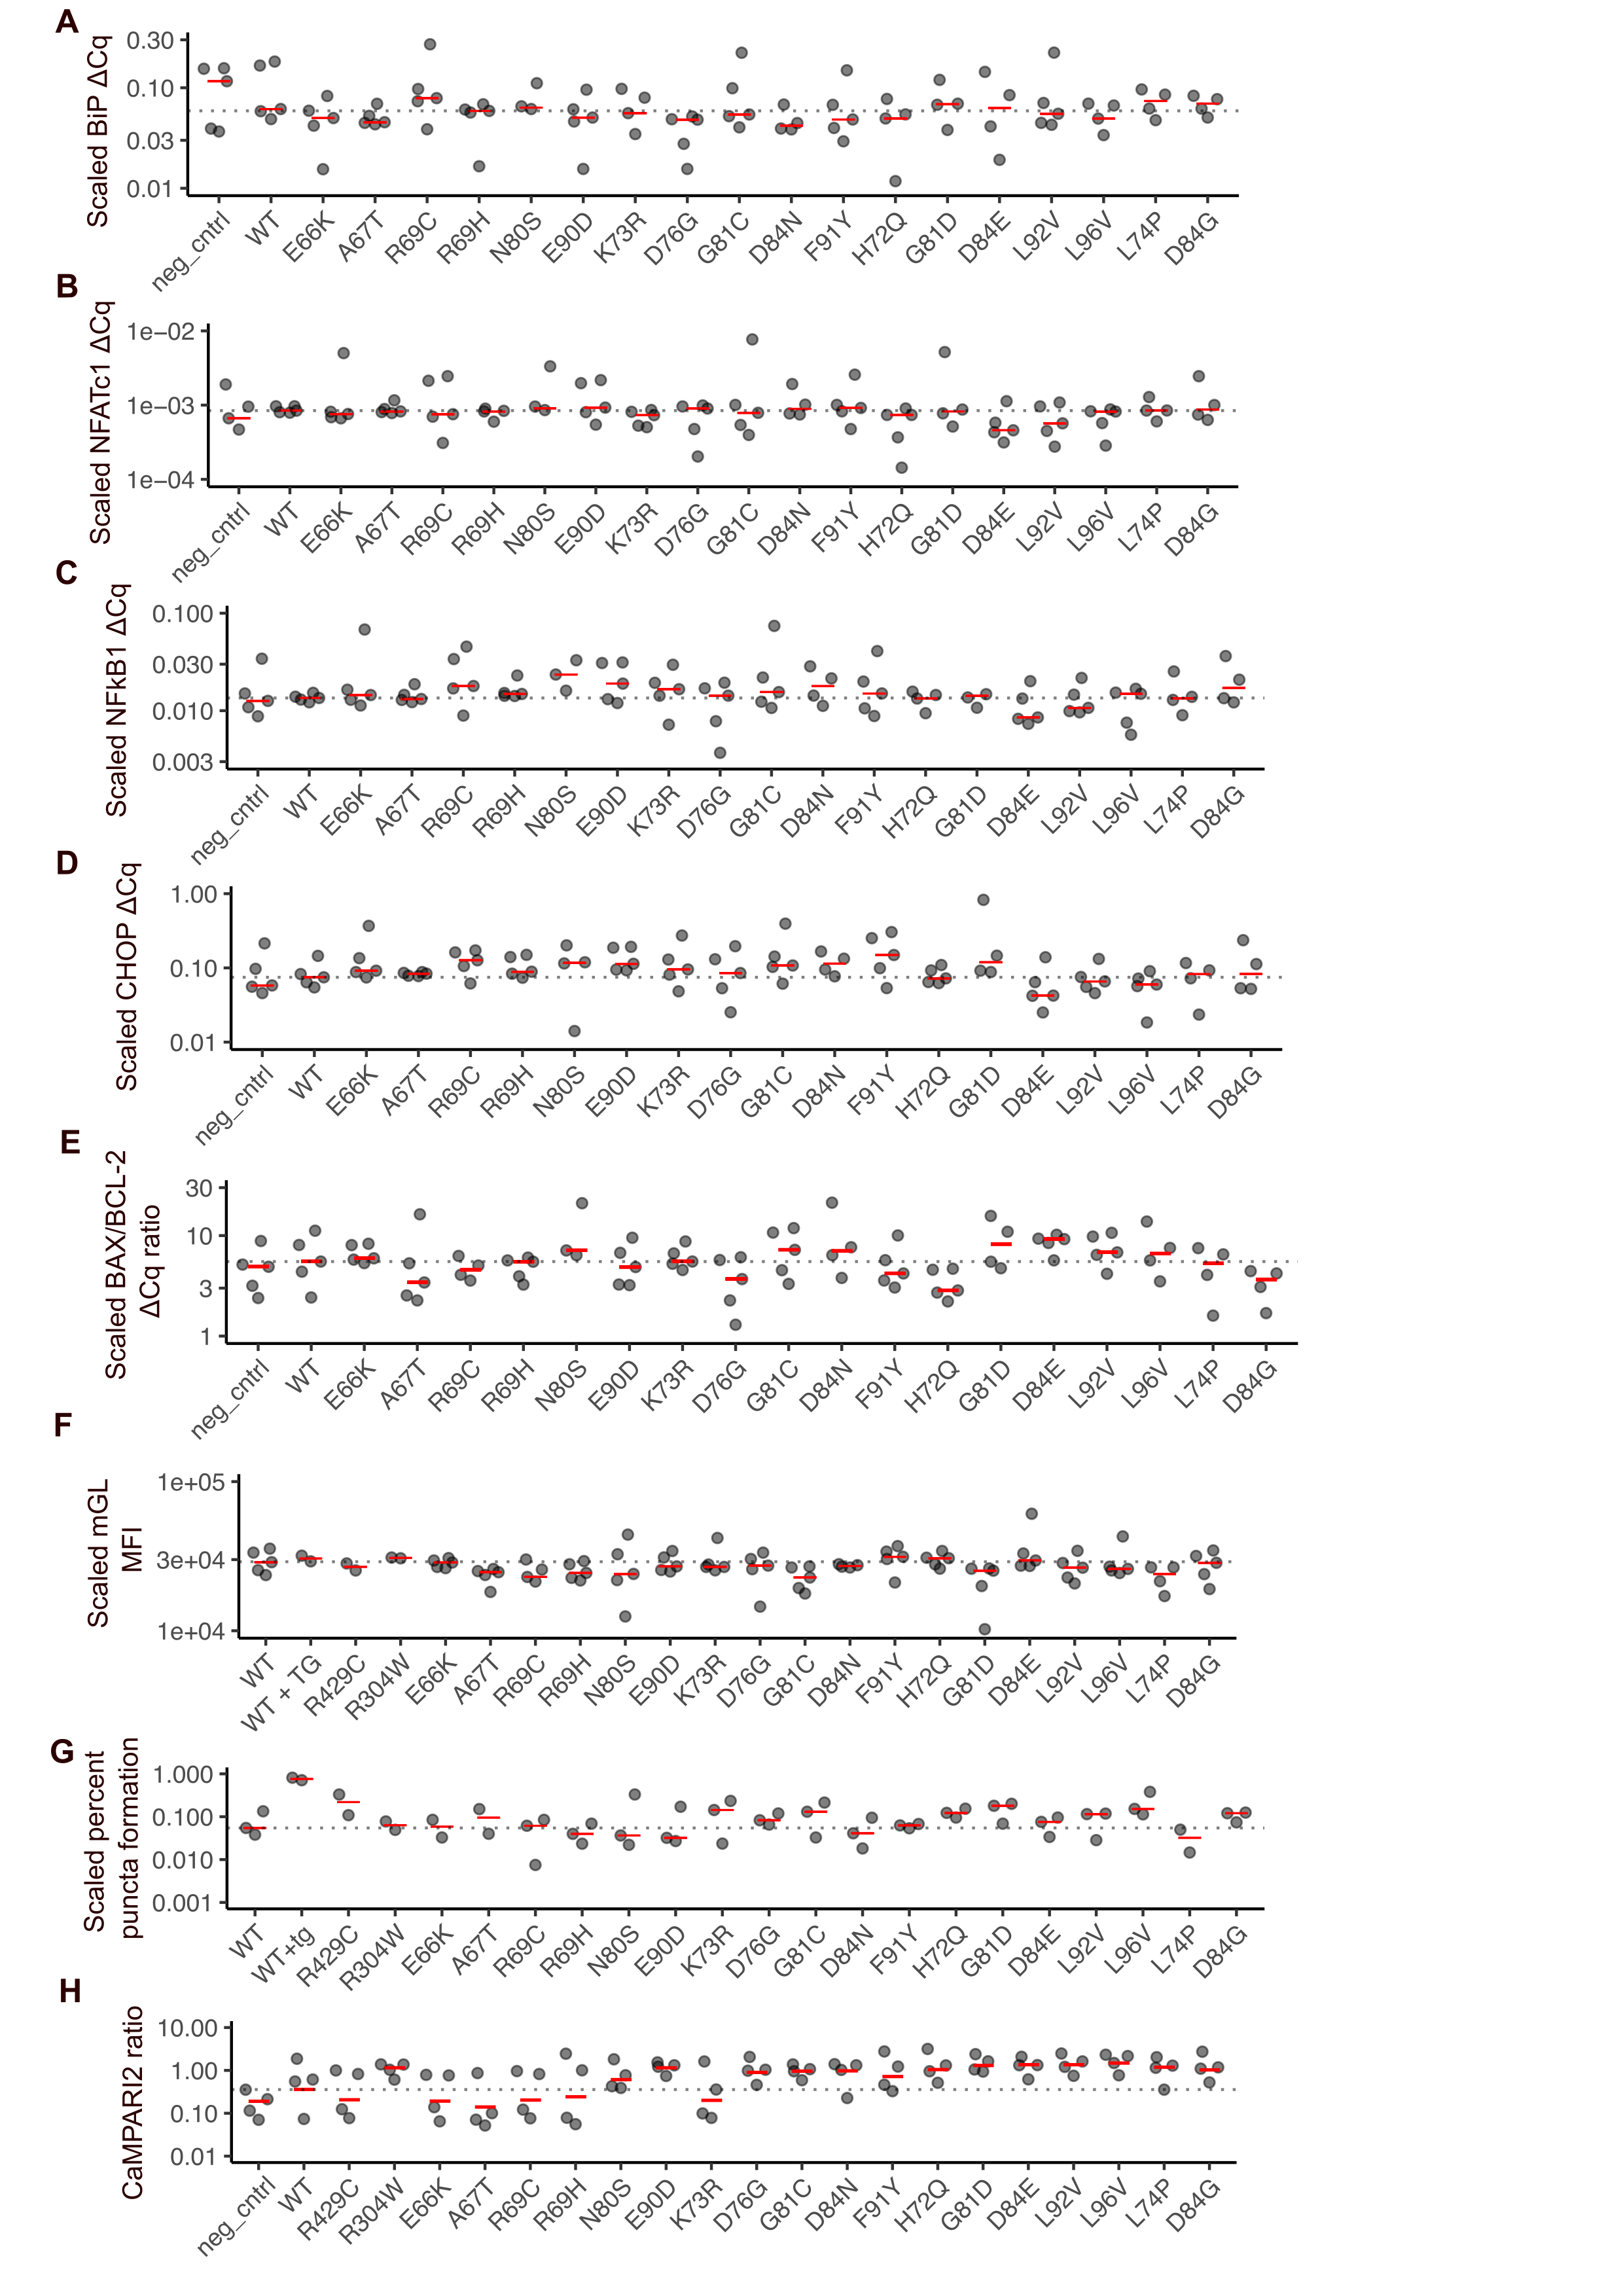 A
Scaled BiP ΔCq
0.30
0.10
0.03
0.01
neg_cntrl WT E66K A67T R69C R69H N80S E90D K73R D76G G81C D84N F91Y H72Q G81D D84E L92V L96V L74P D84G
B
Scaled NFATc1 ΔCq
1e−02
1e−03
1e−04
neg_cntrl WT E66K A67T R69C R69H N80S E90D K73R D76G G81C D84N F91Y H72Q G81D D84E L92V L96V L74P D84G
C
Scaled NFkB1 ΔCq
0.100
0.030
0.010
0.003
neg_cntrl WT E66K A67T R69C R69H N80S E90D K73R D76G G81C D84N F91Y H72Q G81D D84E L92V L96V L74P D84G
D
Scaled CHOP ΔCq
1.00
0.10
0.01
neg_cntrl WT E66K A67T R69C R69H N80S E90D K73R D76G G81C D84N F91Y H72Q G81D D84E L92V L96V L74P D84G
E
Scaled BAX/BCL-2
ΔCq ratio
30
10
3
1
neg_cntrl WT E66K A67T R69C R69H N80S E90D K73R D76G G81C D84N F91Y H72Q G81D D84E L92V L96V L74P D84G
F
Scaled mGL
MFI
1e+05
3e+04
1e+04
WT WT + TG R429C R304W E66K A67T R69C R69H N80S E90D K73R D76G G81C D84N F91Y H72Q G81D D84E L92V L96V L74P D84G
G
Scaled percent
puncta formation
1.000
0.100
0.010
0.001
WT WT+tg R429C R304W E66K A67T R69C R69H N80S E90D K73R D76G G81C D84N F91Y H72Q G81D D84E L92V L96V L74P D84G
H
CaMPARI2 ratio
10.00
1.00
0.10
0.01
neg_cntrl WT R429C R304W E66K A67T R69C R69H N80S E90D K73R D76G G81C D84N F91Y H72Q G81D D84E L92V L96V L74P D84G